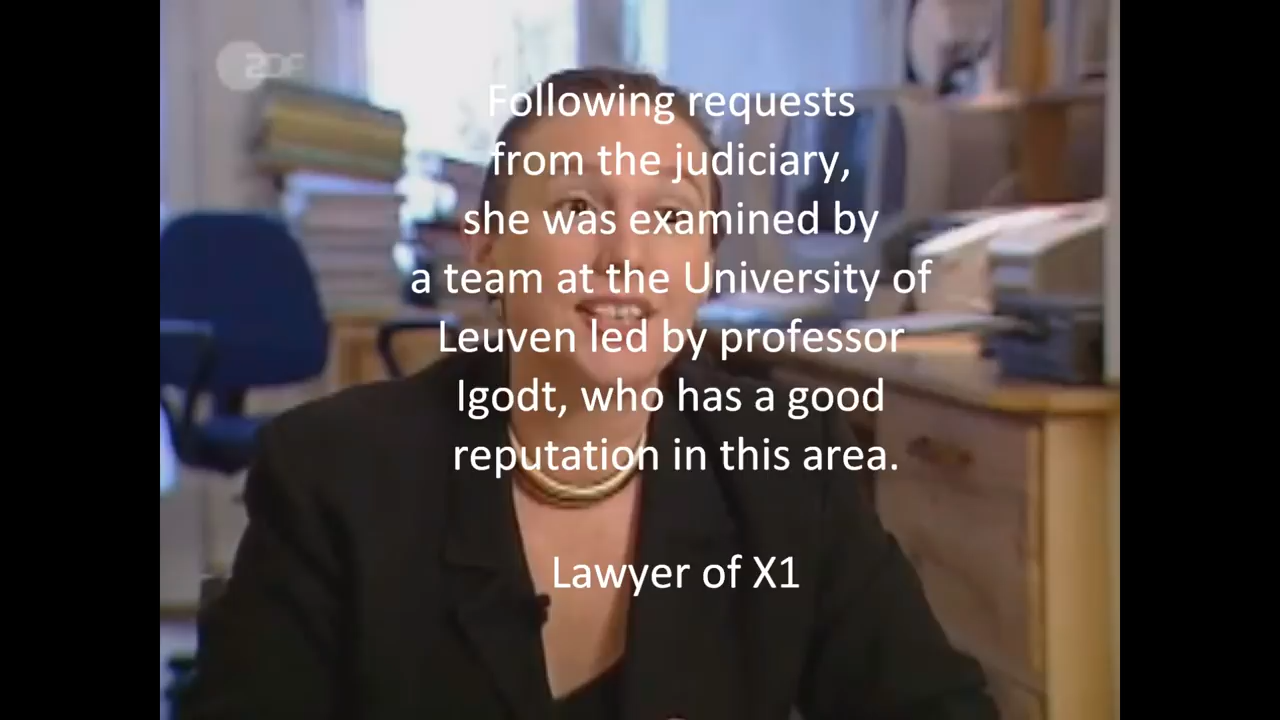 ZDF
Following requests
from the judiciary,
she was examined by
a team at the University of
Leuven led by professor
Igodt, who has a good
reputation in this area.
Lawyer of X1